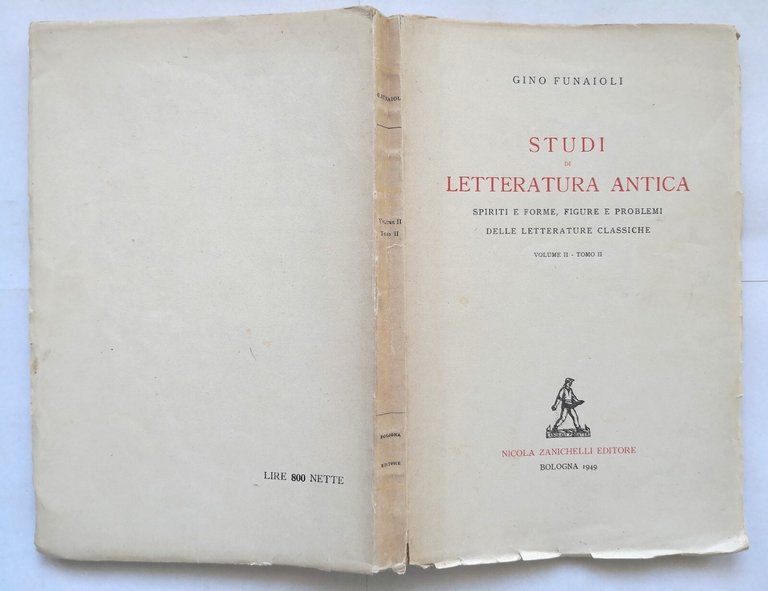 GINO FUNAIOLI
STUDI
DI
LETTERATURA ANTICA
SPIRITI E FORME, FIGURE E PROBLEMI
DELLE LETTERATURE CLASSICHE
VOLUME II - TOMO II
NICOLA ZANICHELLI EDITORE
BOLOGNA 1949
G. FUNAIOLI
Volume II
Tomo II
BOLOGNA
EDITORE
LIRE 800 NETTE